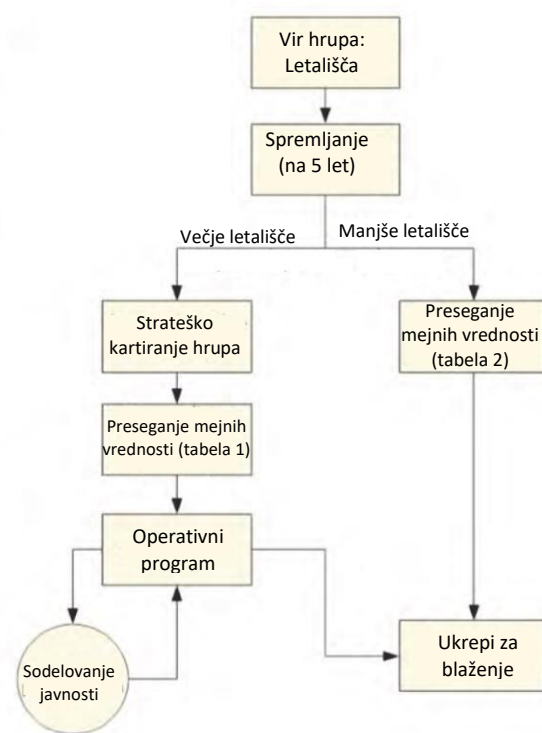 Vir hrupa:
Letališča
Spremljanje
(na 5 let)
Večje letališče
Manjše letališče
Strateško
kartiranje hrupa
Preseganje
mejnih vrednosti
(tabela 2)
Preseganje mejnih
vrednosti (tabela 1)
Operativni
program
Sodelovanje
javnosti
Ukrepi za
blaženje